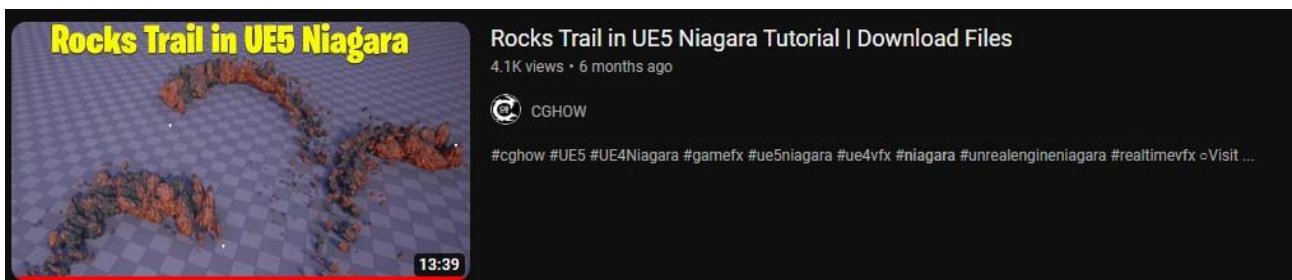 Rocks Trail in UE5 Niagara
13:39
Rocks Trail in UE5 Niagara Tutorial | Download Files
4.1K views • 6 months ago
CGHOW
#cghow #UE5 #UE4Niagara #gamefx #ue5niagara #ue4vfx #niagara #unrealengineniagara #realtimevfx ○Visit ...